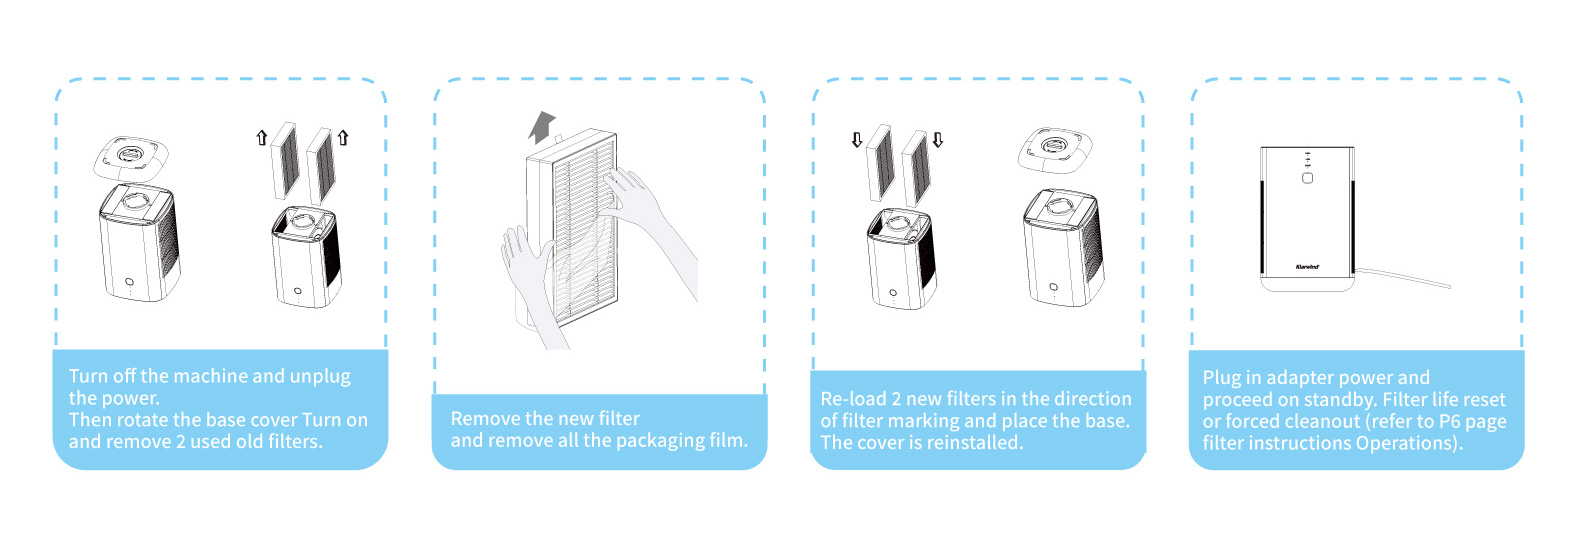 Turn off the machine and unplug
the power.
Then rotate the base cover Turn on
and remove 2 used old filters.
Remove the new filter
and remove all the packaging film.
Re-load 2 new filters in the direction
of filter marking and place the base.
The cover is reinstalled.
Klarwind
Plug in adapter power and
proceed on standby. Filter life reset
or forced cleanout (refer to P6 page
filter instructions Operations).